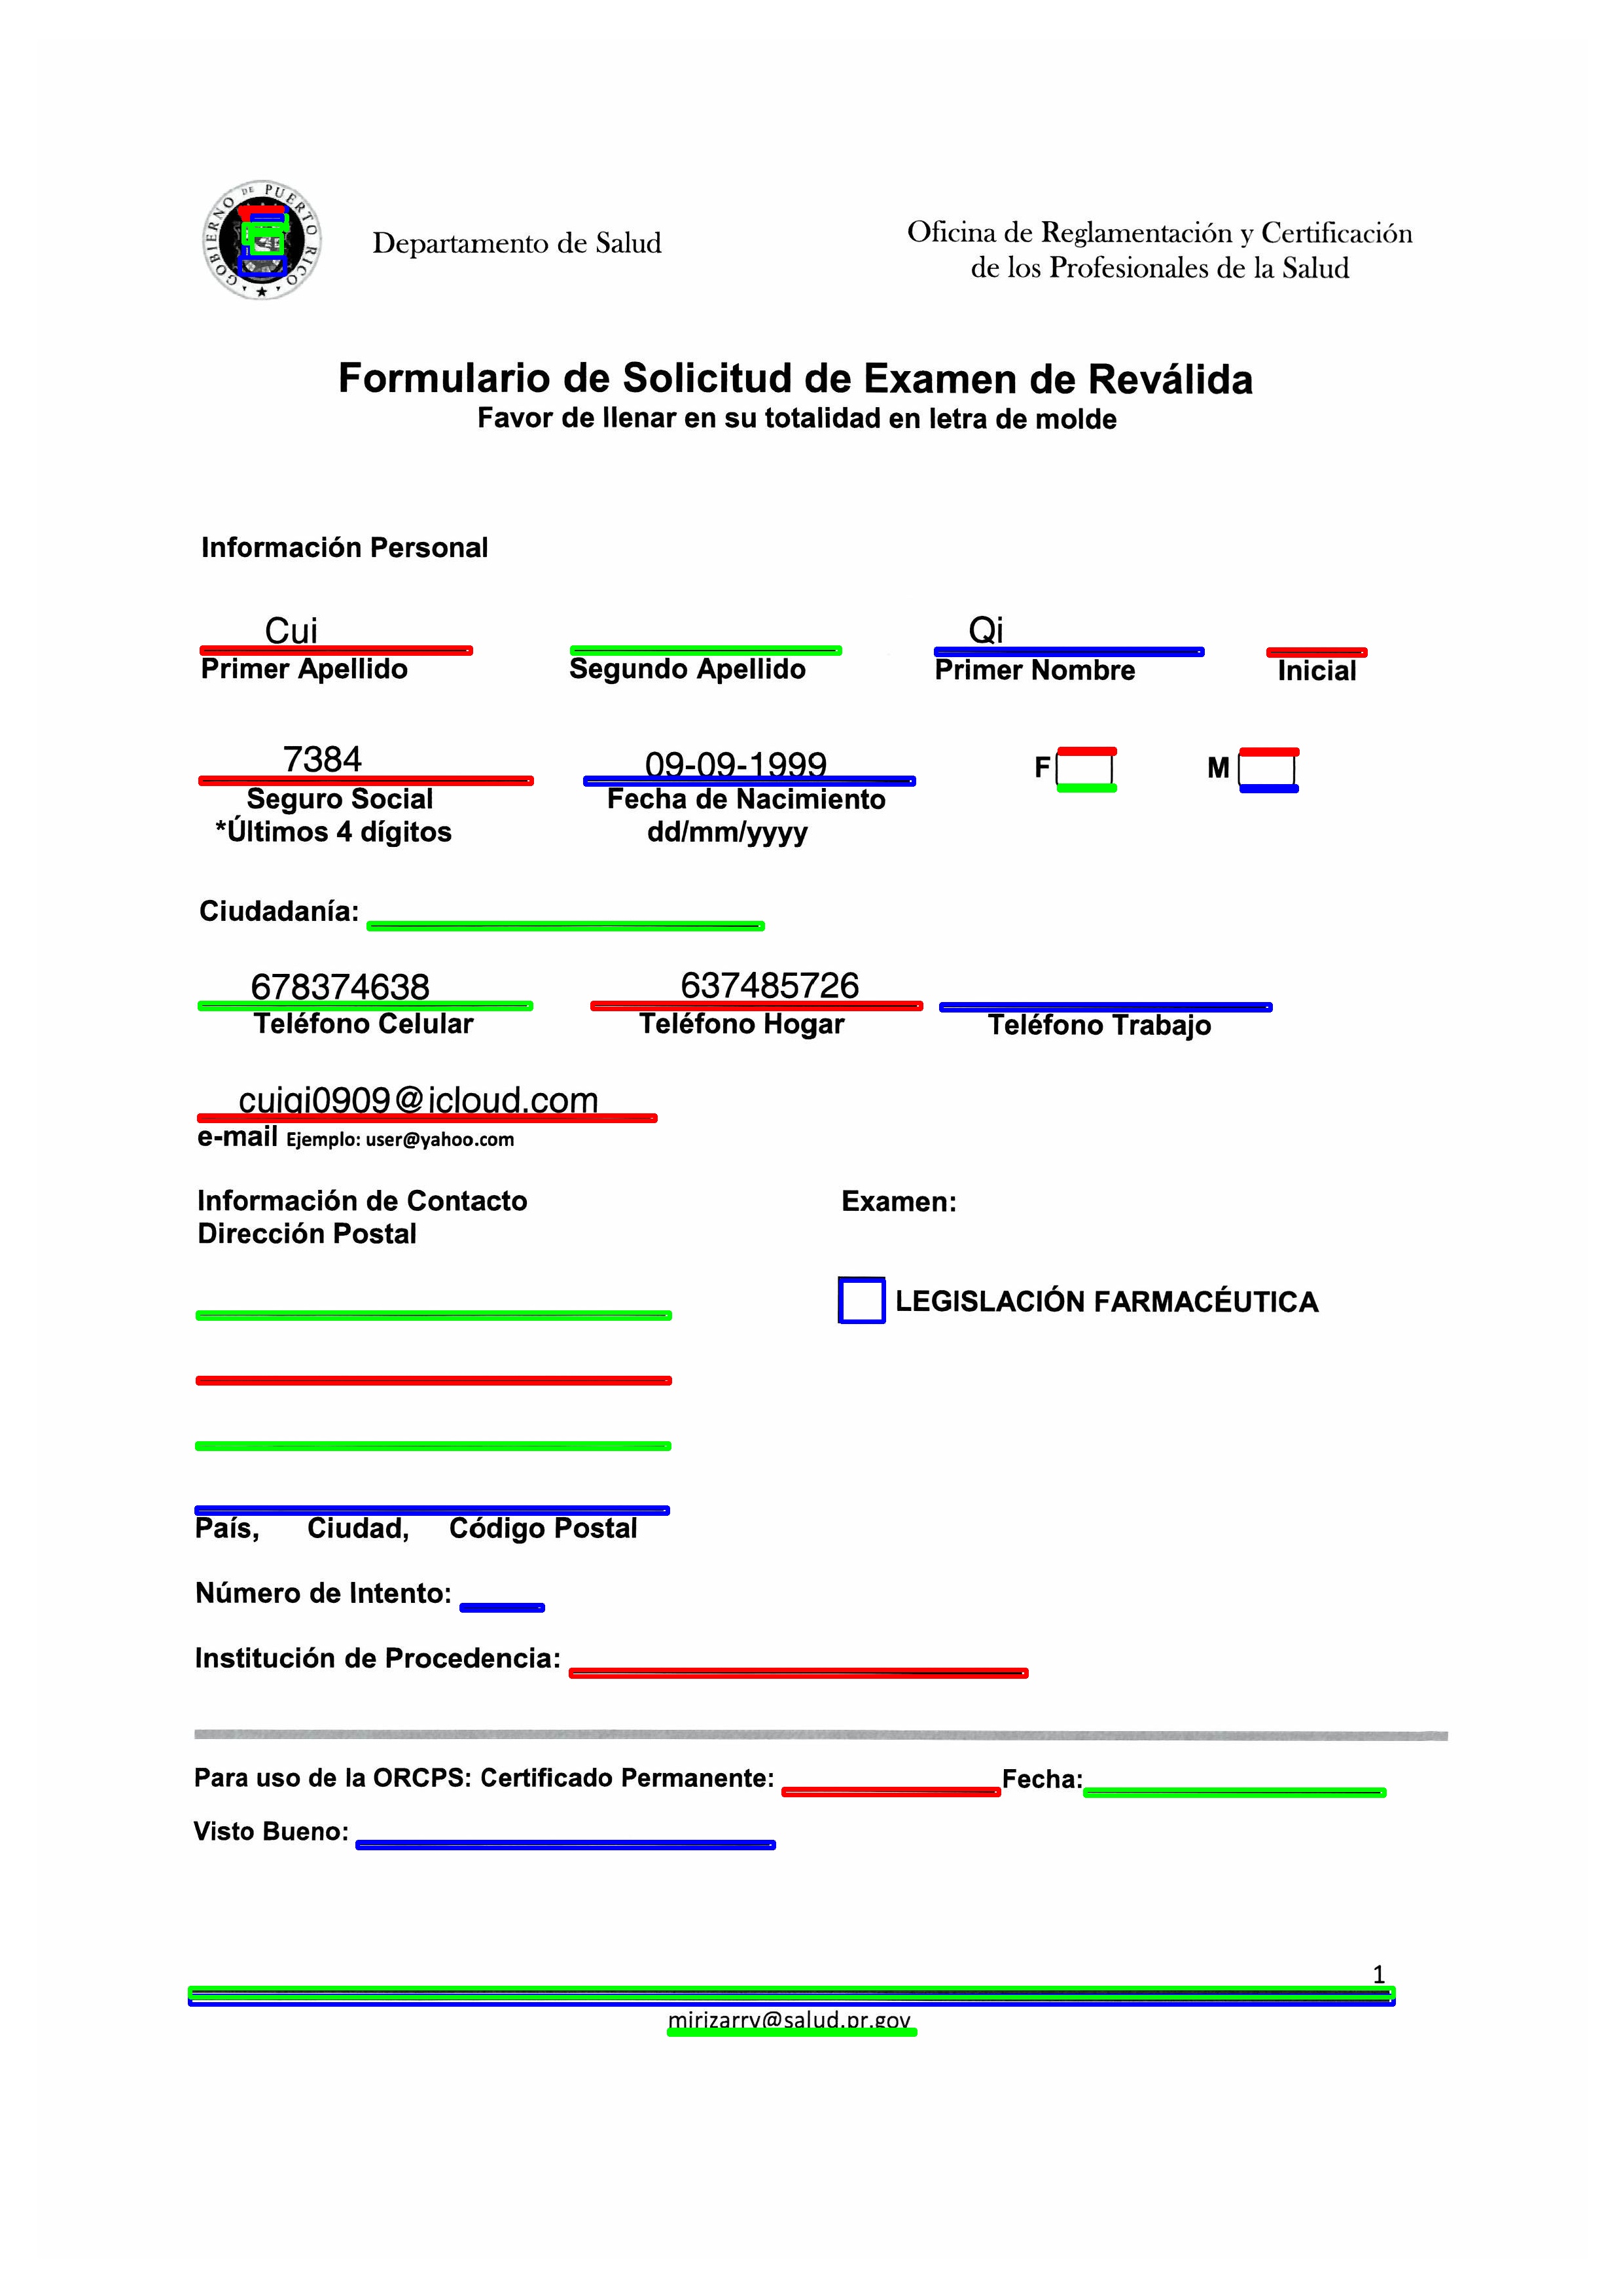 GOBIERNO DE PUERTO RICO
Departamento de Salud
Oficina de Reglamentación y Certificación
de los Profesionales de la Salud
Formulario de Solicitud de Examen de Reválida
Favor de llenar en su totalidad en letra de molde
Información Personal
Cui Qi
Primer Apellido Segundo Apellido Primer Nombre Inicial
7384 09-09-1999 F M
Seguro Social Fecha de Nacimiento
*Últimos 4 dígitos dd/mm/yyyy
Ciudadanía:
678374638 637485726
Teléfono Celular Teléfono Hogar Teléfono Trabajo
cuiqi0909@icloud.com
e-mail Ejemplo: user@yahoo.com
Información de Contacto Examen:
Dirección Postal
LEGISLACIÓN FARMACÉUTICA
País, Ciudad, Código Postal
Número de Intento:
Institución de Procedencia:
Para uso de la ORCPS: Certificado Permanente: Fecha:
Visto Bueno:
1
mirizarry@salud.pr.gov